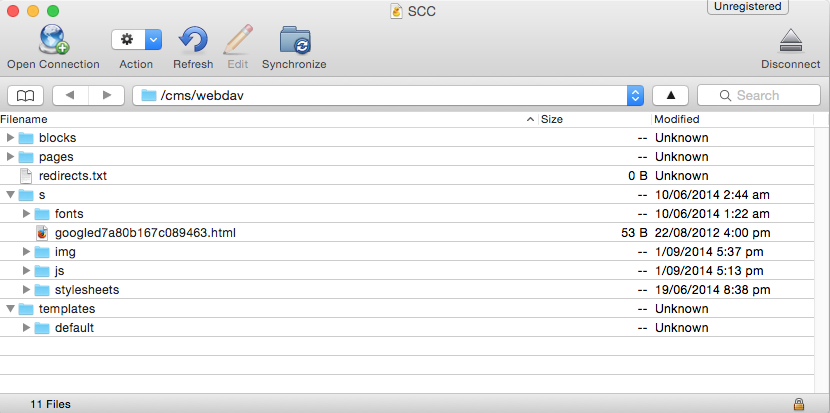 SCC
Unregistered
Open Connection Action Refresh Edit Synchronize Disconnect
/cms/webdav Search
Filename Size Modified
blocks -- Unknown
pages -- Unknown
redirects.txt 0 B Unknown
s -- 10/06/2014 2:44 am
fonts -- 10/06/2014 1:22 am
googled7a80b167c089463.html 53 B 22/08/2012 4:00 pm
img -- 1/09/2014 5:37 pm
js -- 1/09/2014 5:13 pm
stylesheets -- 19/06/2014 8:38 pm
templates -- Unknown
default -- Unknown
11 Files